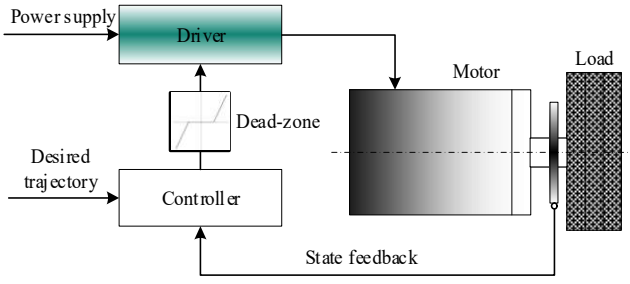 Power supply
Driver
Load
Motor
Dead-zone
Desired
trajectory
Controller
State feedback